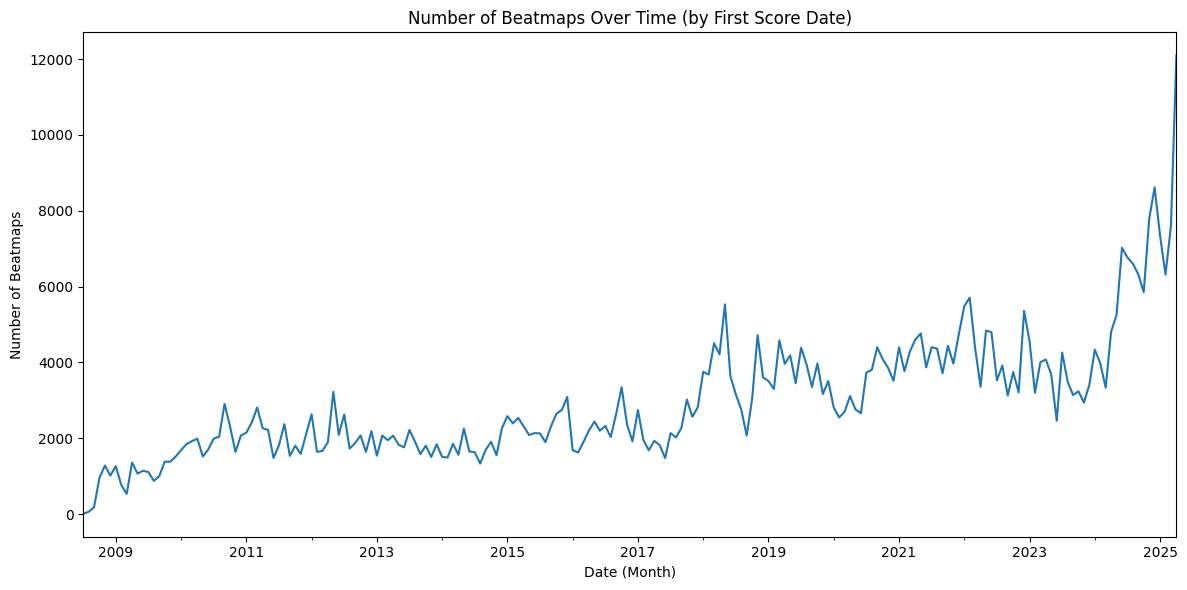 Number of Beatmaps Over Time (by First Score Date)
12000
10000
8000
6000
4000
2000
0
Number of Beatmaps
2009 2011 2013 2015 2017 2019 2021 2023 2025
Date (Month)